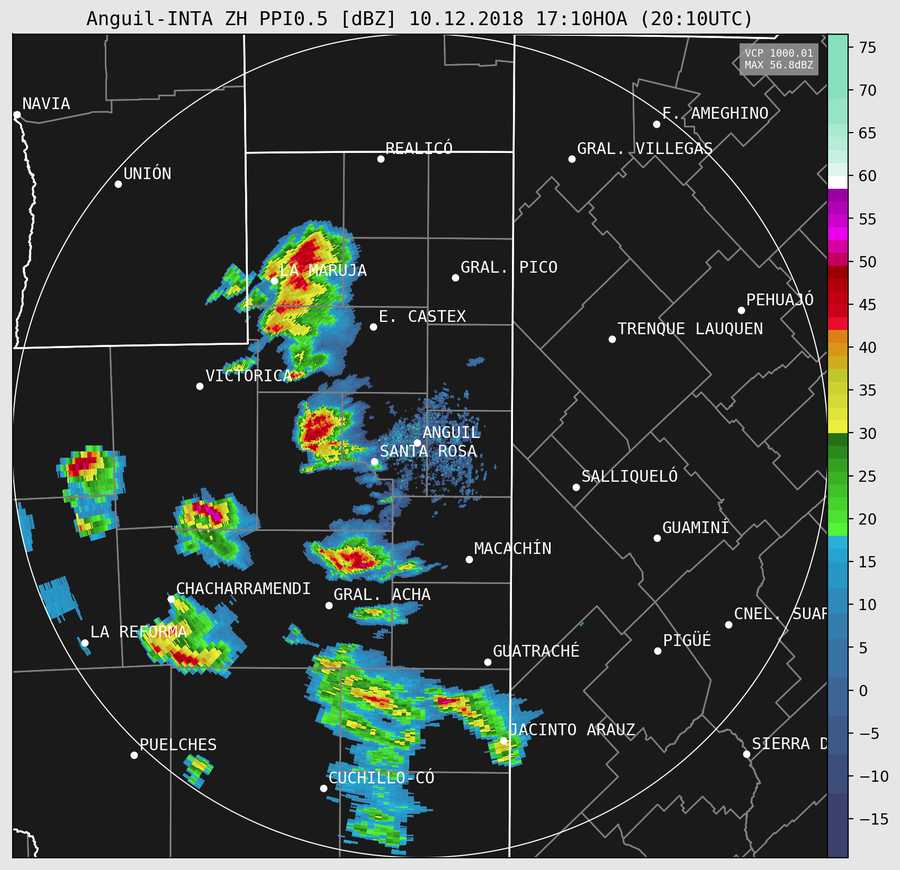 Anguil-INTA ZH PPI0.5 [dBZ] 10.12.2018 17:10HOA (20:10UTC)
VCP 1000.01
MAX 56.8dBZ
NAVIA
F. AMEGHINO
REALICÓ
GRAL. VILLEGAS
UNIÓN
LA MARUJA
GRAL. PICO
PEHUAJÓ
E. CASTEX
TRENQUE LAUQUEN
VICTORICA
ANGUIL
SANTA ROSA
SALLIQUELÓ
GUAMINÍ
MACACHÍN
CHACHARRAMENDI
GRAL. ACHA
CNEL. SUAR
LA REFORMA
PIGÜÉ
GUATRACHÉ
JACINTO ARAUZ
PUELCHES
SIERRA D
CUCHILLO-CÓ
75
70
65
60
55
50
45
40
35
30
25
20
15
10
5
0
−5
−10
−15